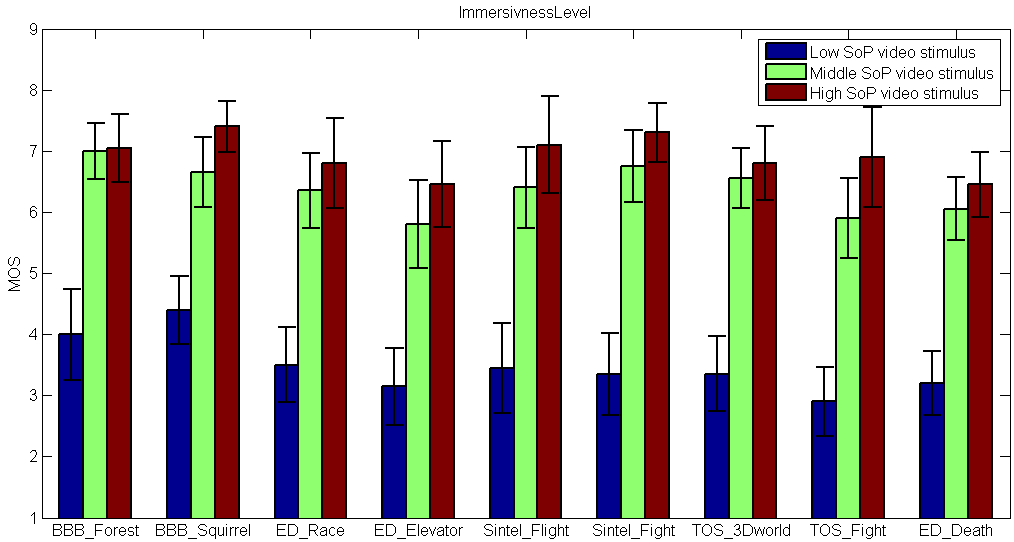 ImmersivnessLevel
9
8
7
6
5
4
3
2
1
MOS
Low SoP video stimulus
Middle SoP video stimulus
High SoP video stimulus
BBB_Forest BBB_Squirrel ED_Race ED_Elevator Sintel_Flight Sintel_Fight TOS_3Dworld TOS_Fight ED_Death